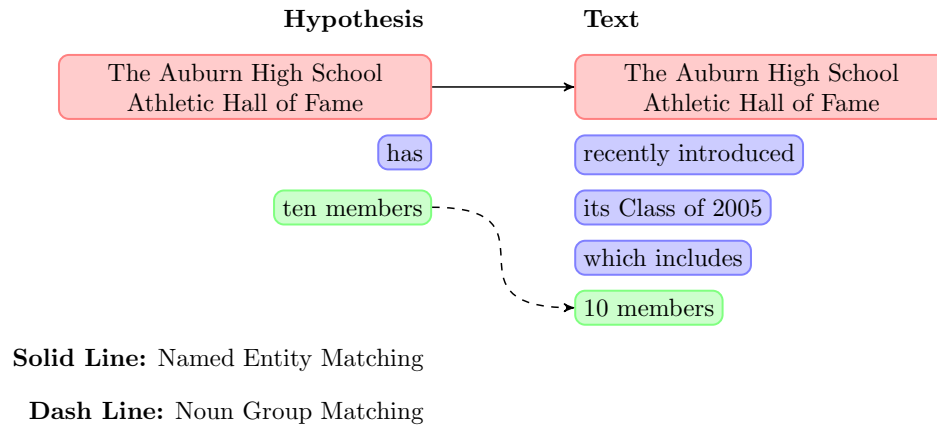 Hypothesis
Text
The Auburn High School
Athletic Hall of Fame
The Auburn High School
Athletic Hall of Fame
has
recently introduced
ten members
its Class of 2005
which includes
10 members
Solid Line: Named Entity Matching
Dash Line: Noun Group Matching